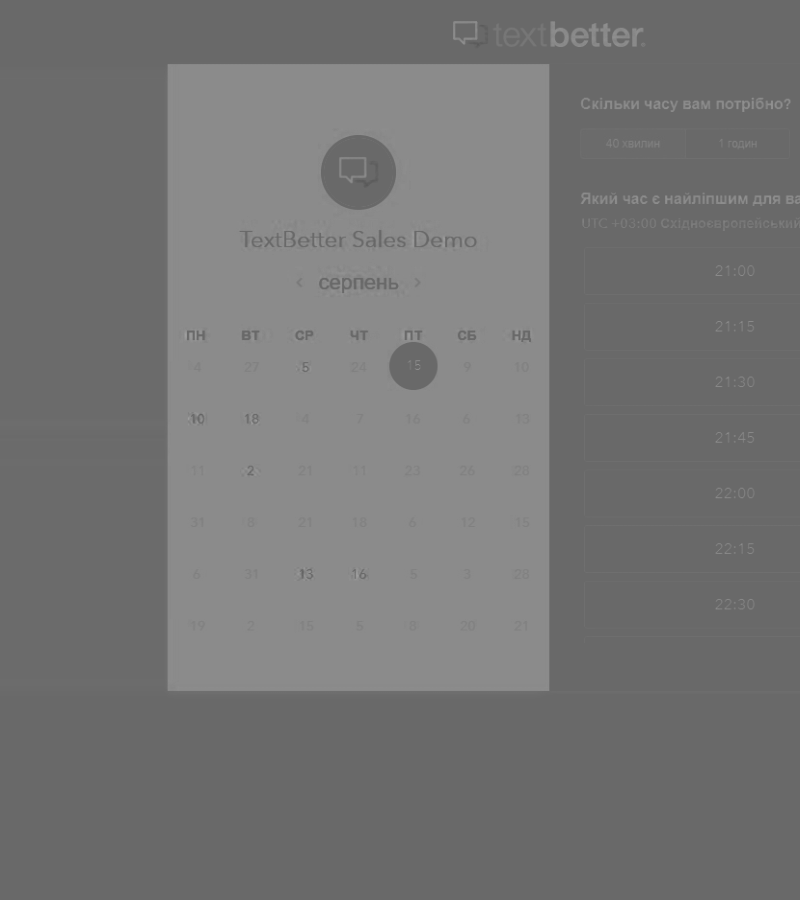 textbetter.
TextBetter Sales Demo
‹ серпень ›
ПН ВТ СР ЧТ ПТ СБ НД
4 27 5 24 15 9 10
10 18 4 7 16 6 13
11 2 21 11 23 26 28
31 8 21 18 6 12 15
6 31 13 16 5 3 28
19 2 15 5 8 20 21
Скільки часу вам потрібно?
40 хвилин 1 годин
Який час є найліпшим для ва
UTC +03:00 Східноєвропейський
21:00
21:15
21:30
21:45
22:00
22:15
22:30